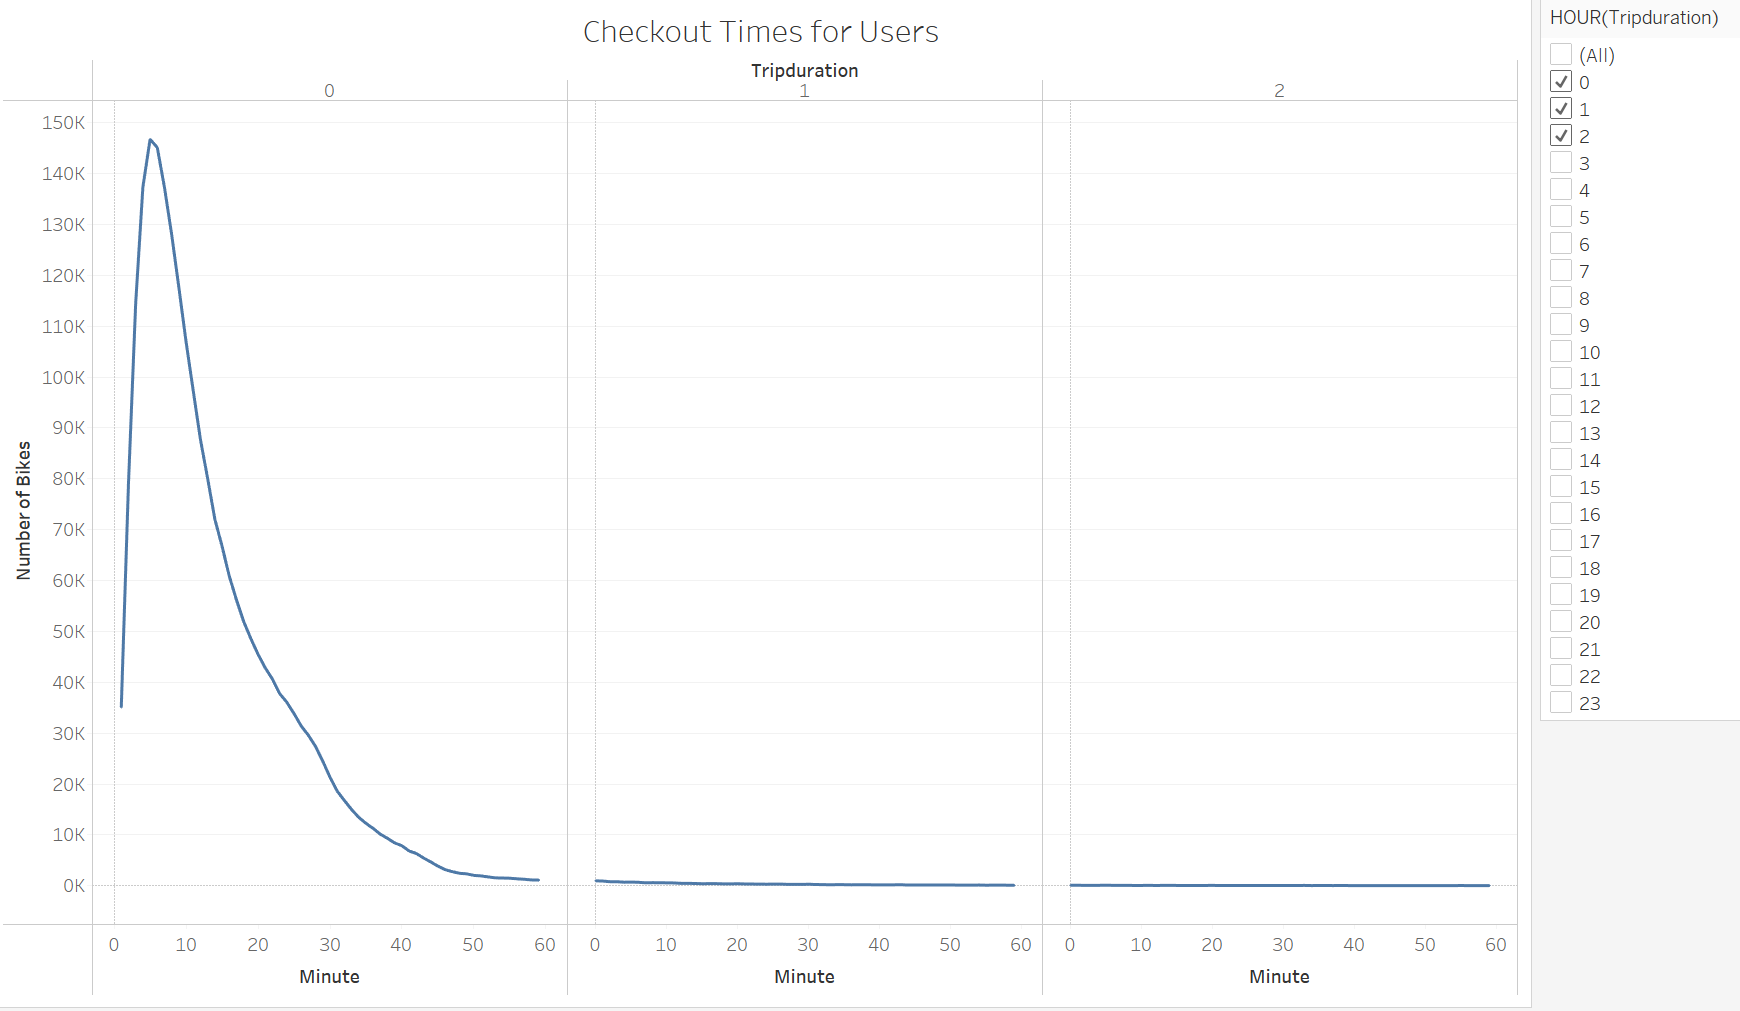 Checkout Times for Users
Tripduration
0 1 2
150K
140K
130K
120K
110K
100K
90K
80K
70K
60K
50K
40K
30K
20K
10K
0K
Number of Bikes
0 10 20 30 40 50 60 0 10 20 30 40 50 60 0 10 20 30 40 50 60
Minute Minute Minute
HOUR(Tripduration)
(All)
0
1
2
3
4
5
6
7
8
9
10
11
12
13
14
15
16
17
18
19
20
21
22
23